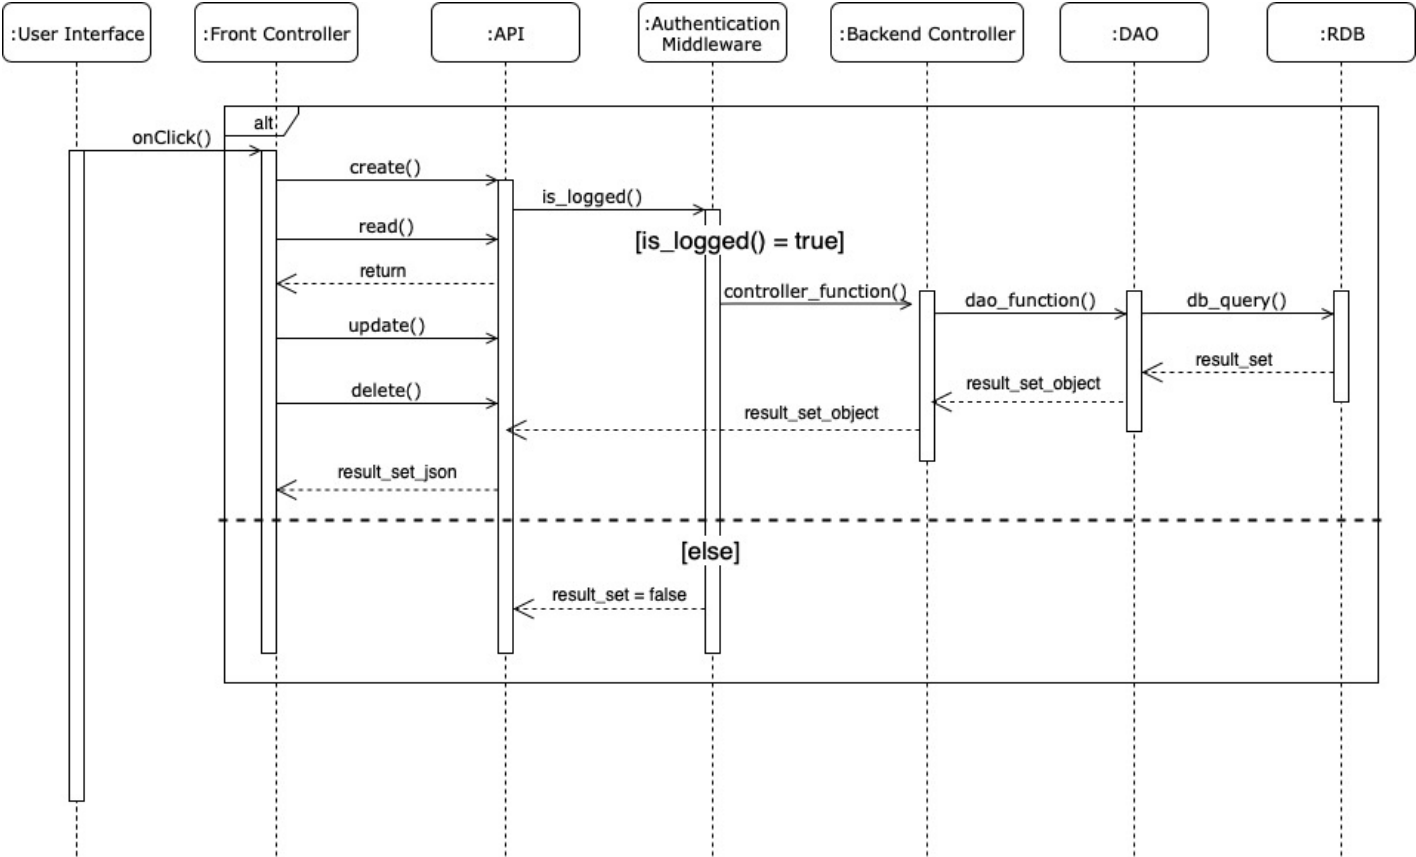 :User Interface
:Front Controller
:API
:Authentication
Middleware
:Backend Controller
:DAO
:RDB
alt
onClick()
create()
is_logged()
read()
[is_logged() = true]
return
controller_function()
dao_function()
db_query()
update()
result_set
delete()
result_set_object
result_set_object
result_set_json
[else]
result_set = false